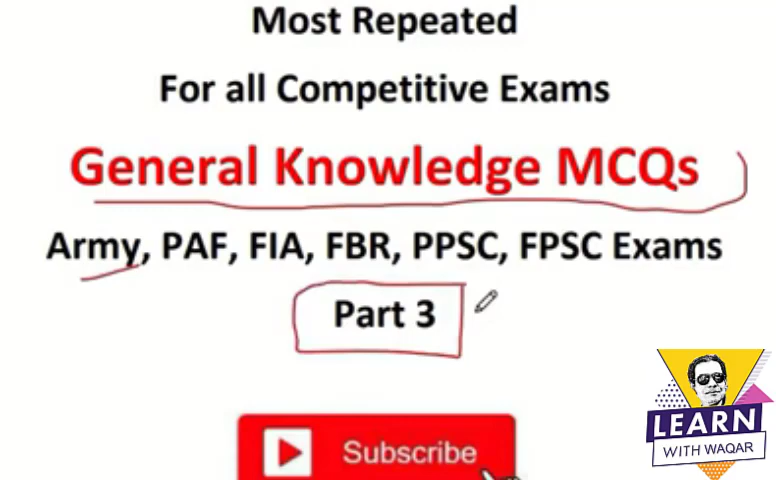 Most Repeated
For all Competitive Exams
General Knowledge MCQs
Army, PAF, FIA, FBR, PPSC, FPSC Exams
Part 3
Subscribe
LEARN
WITH WAQAR